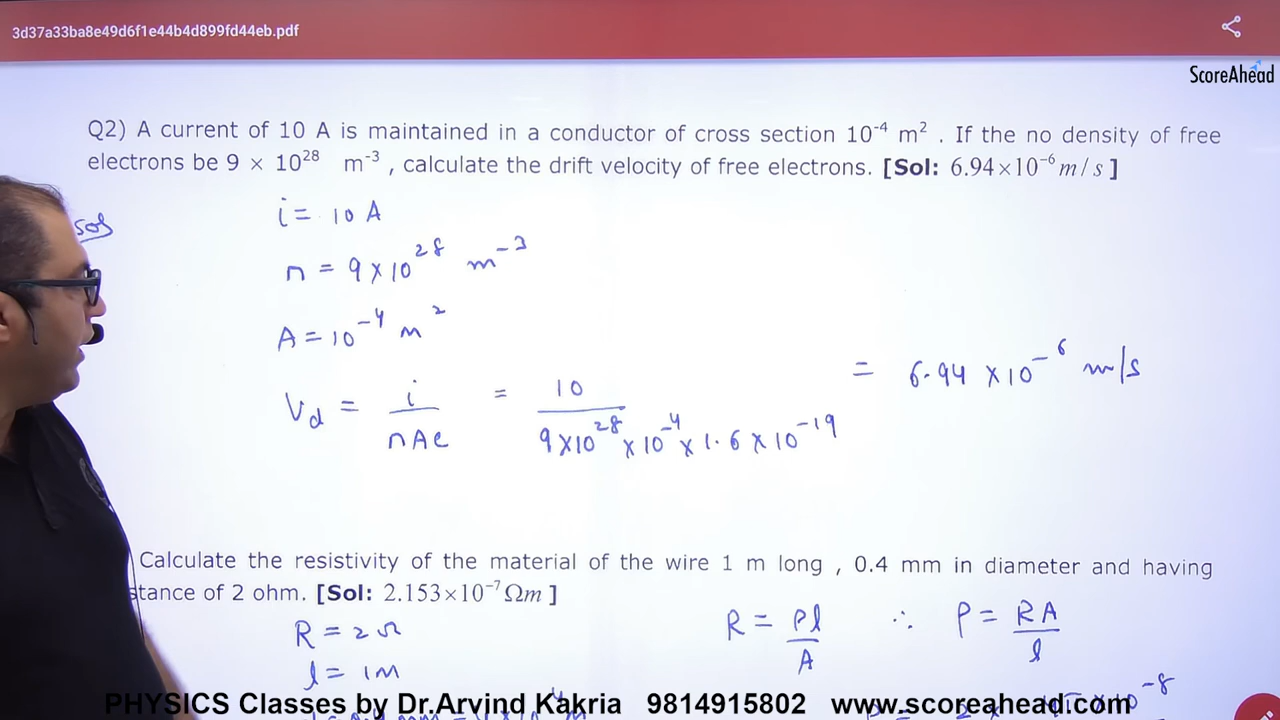 3d37a33ba8e49d6f1e44b4d899fd44eb.pdf
ScoreAhead
Q2) A current of 10 A is maintained in a conductor of cross section 10⁻⁴ m² . If the no density of free
electrons be 9 × 10²⁸ m⁻³ , calculate the drift velocity of free electrons. [Sol: 6.94×10⁻⁶ m/s ]
Sol
i = 10 A
n = 9 × 10²⁸ m⁻³
A = 10⁻⁴ m²
Vd = i / nAe = 10 / 9×10²⁸ × 10⁻⁴ × 1.6 × 10⁻¹⁹ = 6.94 × 10⁻⁶ m/s
Calculate the resistivity of the material of the wire 1 m long , 0.4 mm in diameter and having
stance of 2 ohm. [Sol: 2.153×10⁻⁷ Ωm ]
R = 2 Ω
R = ρl / A ∴ ρ = RA / l
l = 1m
PHYSICS Classes by Dr.Arvind Kakria 9814915802 www.scoreahead.com